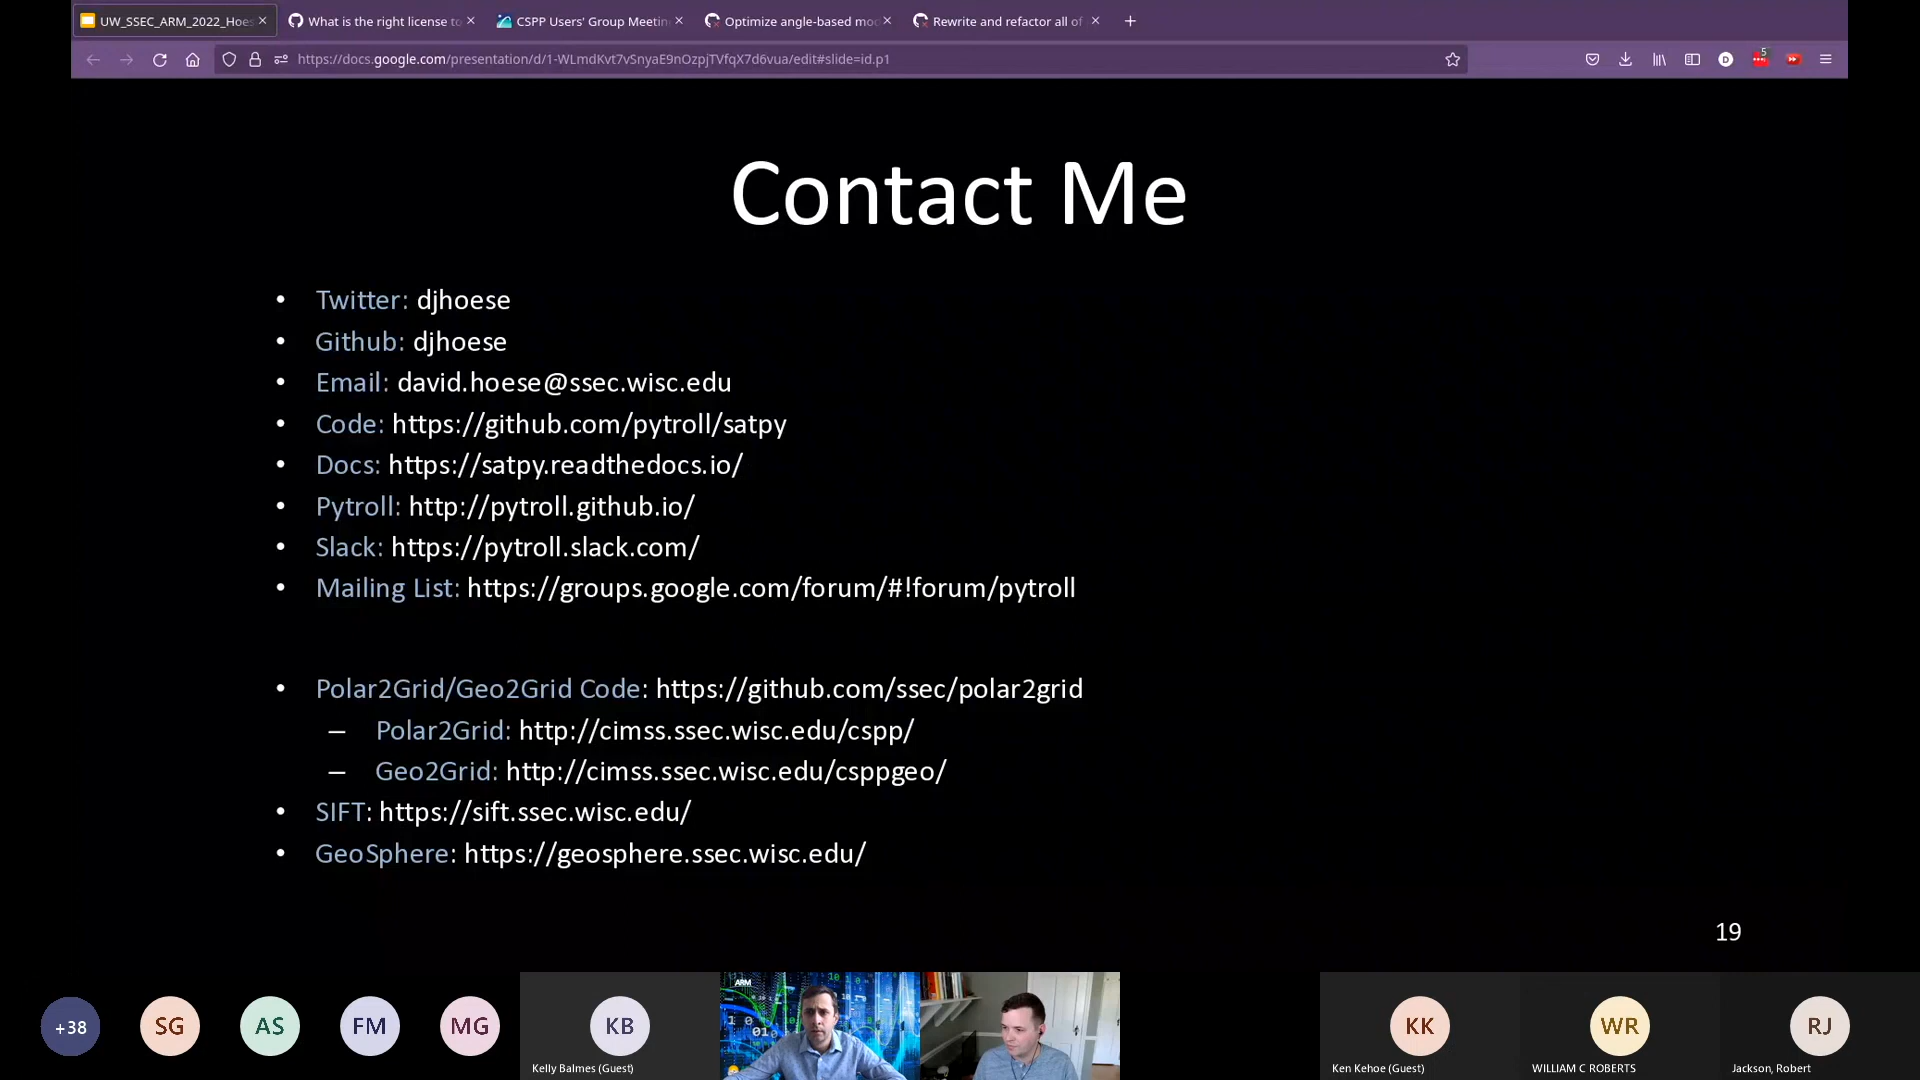 UW_SSEC_ARM_2022_Hoes
What is the right license to
CSPP Users' Group Meetin
Optimize angle-based mo
Rewrite and refactor all of
https://docs.google.com/presentation/d/1-WLmdKvt7vSnyaE9nOzpjTVfqX7d6vua/edit#slide=id.p1
D
5
Contact Me
• Twitter: djhoese
• Github: djhoese
• Email: david.hoese@ssec.wisc.edu
• Code: https://github.com/pytroll/satpy
• Docs: https://satpy.readthedocs.io/
• Pytroll: http://pytroll.github.io/
• Slack: https://pytroll.slack.com/
• Mailing List: https://groups.google.com/forum/#!forum/pytroll
• Polar2Grid/Geo2Grid Code: https://github.com/ssec/polar2grid
– Polar2Grid: http://cimss.ssec.wisc.edu/cspp/
– Geo2Grid: http://cimss.ssec.wisc.edu/csppgeo/
• SIFT: https://sift.ssec.wisc.edu/
• GeoSphere: https://geosphere.ssec.wisc.edu/
19
+38
SG
AS
FM
MG
KB
Kelly Balmes (Guest)
ARM
KK
Ken Kehoe (Guest)
WR
WILLIAM C ROBERTS
RJ
Jackson, Robert